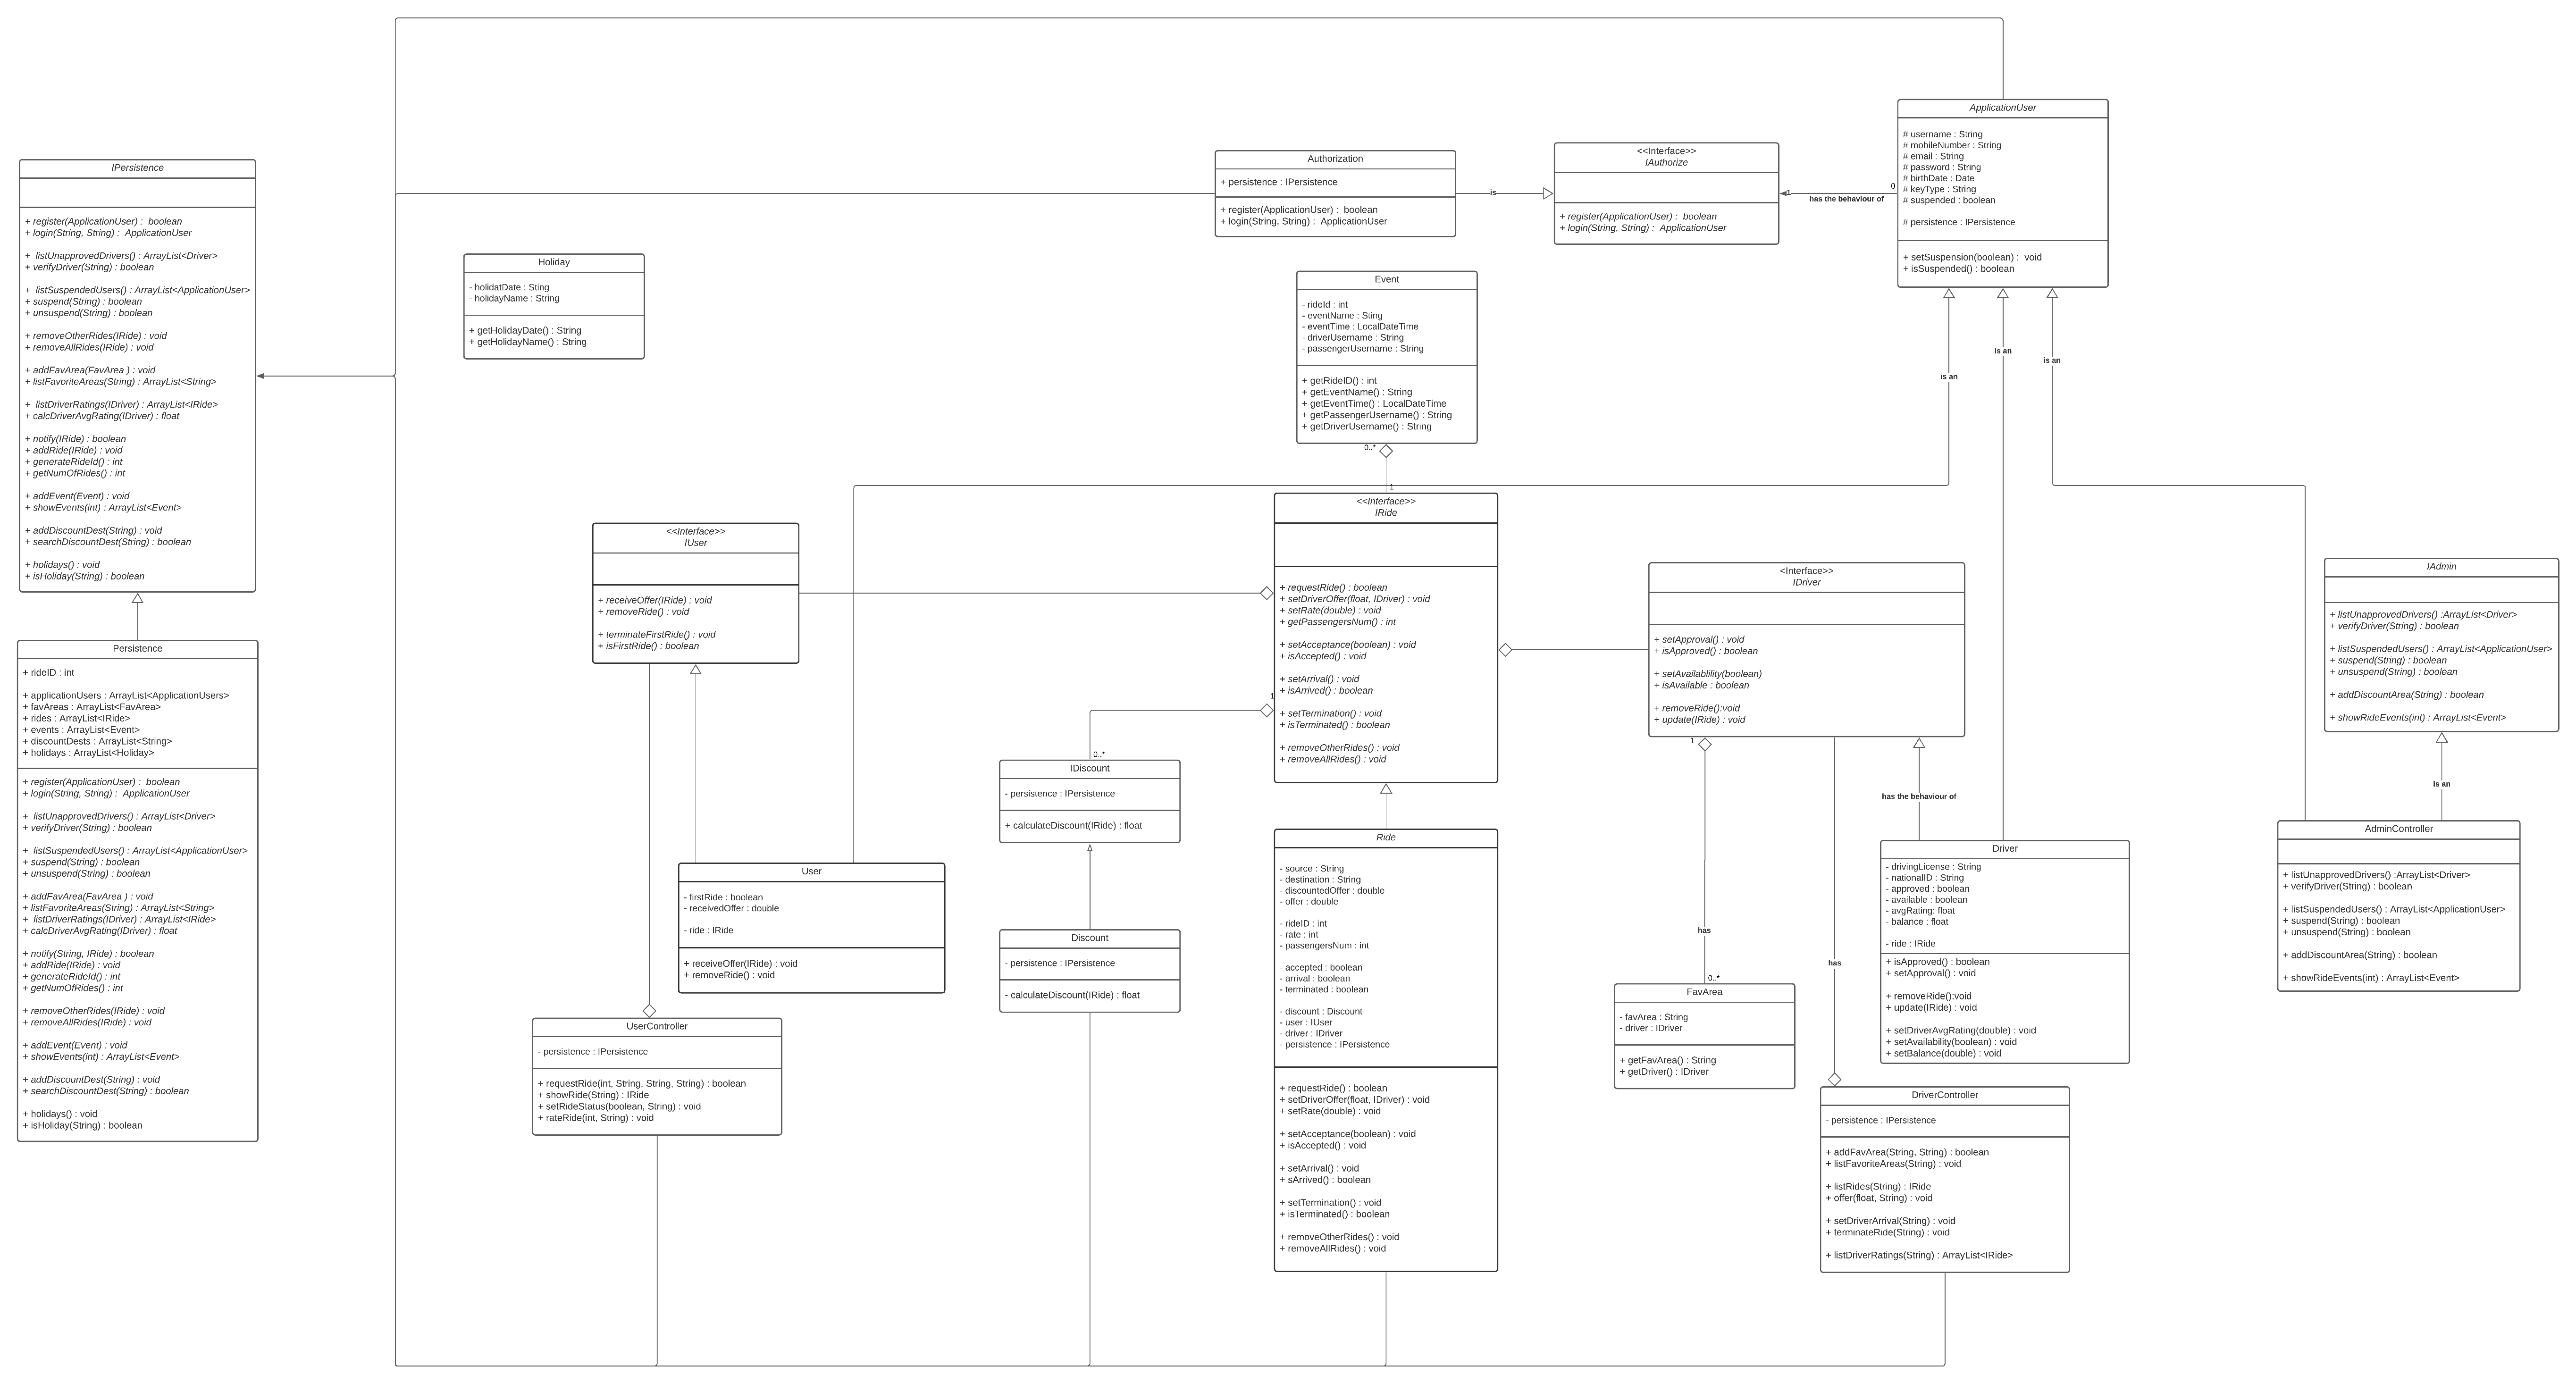 IPersistence
+ register(ApplicationUser) :  boolean
+ login(String, String) :  ApplicationUser
+  listUnapprovedDrivers() : ArrayList<Driver>
+ verifyDriver(String) : boolean
+  listSuspendedUsers() : ArrayList<ApplicationUser>
+ suspend(String) : boolean
+ unsuspend(String) : boolean
+ removeOtherRides(IRide) : void
+ removeAllRides(IRide) : void
+ addFavArea(FavArea ) : void
+ listFavoriteAreas(String) : ArrayList<String>
+  listDriverRatings(IDriver) : ArrayList<IRide>
+ calcDriverAvgRating(IDriver) : float
+ notify(IRide) : boolean
+ addRide(IRide) : void
+ generateRideId() : int
+ getNumOfRides() : int
+ addEvent(Event) : void
+ showEvents(int) : ArrayList<Event>
+ addDiscountDest(String) : void
+ searchDiscountDest(String) : boolean
+ holidays() : void
+ isHoliday(String) : boolean
Persistence
+ rideID : int
+ applicationUsers : ArrayList<ApplicationUsers>
+ favAreas : ArrayList<FavArea>
+ rides : ArrayList<IRide>
+ events : ArrayList<Event>
+ discountDests : ArrayList<String>
+ holidays : ArrayList<Holiday>
+ register(ApplicationUser) :  boolean
+ login(String, String) :  ApplicationUser
+  listUnapprovedDrivers() : ArrayList<Driver>
+ verifyDriver(String) : boolean
+  listSuspendedUsers() : ArrayList<ApplicationUser>
+ suspend(String) : boolean
+ unsuspend(String) : boolean
+ addFavArea(FavArea ) : void
+ listFavoriteAreas(String) : ArrayList<String>
+  listDriverRatings(IDriver) : ArrayList<IRide>
+ calcDriverAvgRating(IDriver) : float
+ notify(String, IRide) : boolean
+ addRide(IRide) : void
+ generateRideId() : int
+ getNumOfRides() : int
+ removeOtherRides(IRide) : void
+ removeAllRides(IRide) : void
+ addEvent(Event) : void
+ showEvents(int) : ArrayList<Event>
+ addDiscountDest(String) : void
+ searchDiscountDest(String) : boolean
+ holidays() : void
+ isHoliday(String) : boolean
Holiday
- holidatDate : Sting
- holidayName : String
+ getHolidayDate() : String
+ getHolidayName() : String
Authorization
+ persistence : IPersistence
+ register(ApplicationUser) :  boolean
+ login(String, String) :  ApplicationUser
is
<<Interface>>
IAuthorize
+ register(ApplicationUser) :  boolean
+ login(String, String) :  ApplicationUser
1
0
has the behaviour of
ApplicationUser
# username : String
# mobileNumber : String
# email : String
# password : String
# birthDate : Date
# keyType : String
# suspended : boolean
# persistence : IPersistence
+ setSuspension(boolean) :  void
+ isSuspended() : boolean
is an
is an
is an
Event
- rideId : int
- eventName : Sting
- eventTime : LocalDateTime
- driverUsername : String
- passengerUsername : String
+ getRideID() : int
+ getEventName() : String
+ getEventTime() : LocalDateTime
+ getPassengerUsername() : String
+ getDriverUsername() : String
0..*
1
<<Interface>>
IUser
+ receiveOffer(IRide) : void
+ removeRide() : void
+ terminateFirstRide() : void
+ isFirstRide() : boolean
<<Interface>>
IRide
+ requestRide() : boolean
+ setDriverOffer(float, IDriver) : void
+ setRate(double) : void
+ getPassengersNum() : int
+ setAcceptance(boolean) : void
+ isAccepted() : void
+ setArrival() : void
+ isArrived() : boolean
+ setTermination() : void
+ isTerminated() : boolean
+ removeOtherRides() : void
+ removeAllRides() : void
1
0..*
<Interface>>
IDriver
+ setApproval() : void
+ isApproved() : boolean
+ setAvailablility(boolean)
+ isAvailable : boolean
+ removeRide():void
+ update(IRide) : void
1
has
0..*
has the behaviour of
has
IAdmin
+ listUnapprovedDrivers() :ArrayList<Driver>
+ verifyDriver(String) : boolean
+ listSuspendedUsers() : ArrayList<ApplicationUser>
+ suspend(String) : boolean
+ unsuspend(String) : boolean
+ addDiscountArea(String) : boolean
+ showRideEvents(int) : ArrayList<Event>
is an
AdminController
+ listUnapprovedDrivers() :ArrayList<Driver>
+ verifyDriver(String) : boolean
+ listSuspendedUsers() : ArrayList<ApplicationUser>
+ suspend(String) : boolean
+ unsuspend(String) : boolean
+ addDiscountArea(String) : boolean
+ showRideEvents(int) : ArrayList<Event>
IDiscount
- persistence : IPersistence
+ calculateDiscount(IRide) : float
Discount
- persistence : IPersistence
- calculateDiscount(IRide) : float
User
- firstRide : boolean
- receivedOffer : double
- ride : IRide
+ receiveOffer(IRide) : void
+ removeRide() : void
UserController
- persistence : IPersistence
+ requestRide(int, String, String, String) : boolean
+ showRide(String) : IRide
+ setRideStatus(boolean, String) : void
+ rateRide(int, String) : void
Ride
- source : String
- destination : String
- discountedOffer : double
- offer : double
- rideID : int
- rate : int
- passengersNum : int
- accepted : boolean
- arrival : boolean
- terminated : boolean
- discount : Discount
- user : IUser
- driver : IDriver
- persistence : IPersistence
+ requestRide() : boolean
+ setDriverOffer(float, IDriver) : void
+ setRate(double) : void
+ setAcceptance(boolean) : void
+ isAccepted() : void
+ setArrival() : void
+ sArrived() : boolean
+ setTermination() : void
+ isTerminated() : boolean
+ removeOtherRides() : void
+ removeAllRides() : void
FavArea
- favArea : String
- driver : IDriver
+ getFavArea() : String
+ getDriver() : IDriver
Driver
- drivingLicense : String
- nationalID : String
- approved : boolean
- available : boolean
- avgRating: float
- balance : float
- ride : IRide
+ isApproved() : boolean
+ setApproval() : void
+ removeRide():void
+ update(IRide) : void
+ setDriverAvgRating(double) : void
+ setAvailability(boolean) : void
+ setBalance(double) : void
DriverController
- persistence : IPersistence
+ addFavArea(String, String) : boolean
+ listFavoriteAreas(String) : void
+ listRides(String) : IRide
+ offer(float, String) : void
+ setDriverArrival(String) : void
+ terminateRide(String) : void
+ listDriverRatings(String) : ArrayList<IRide>